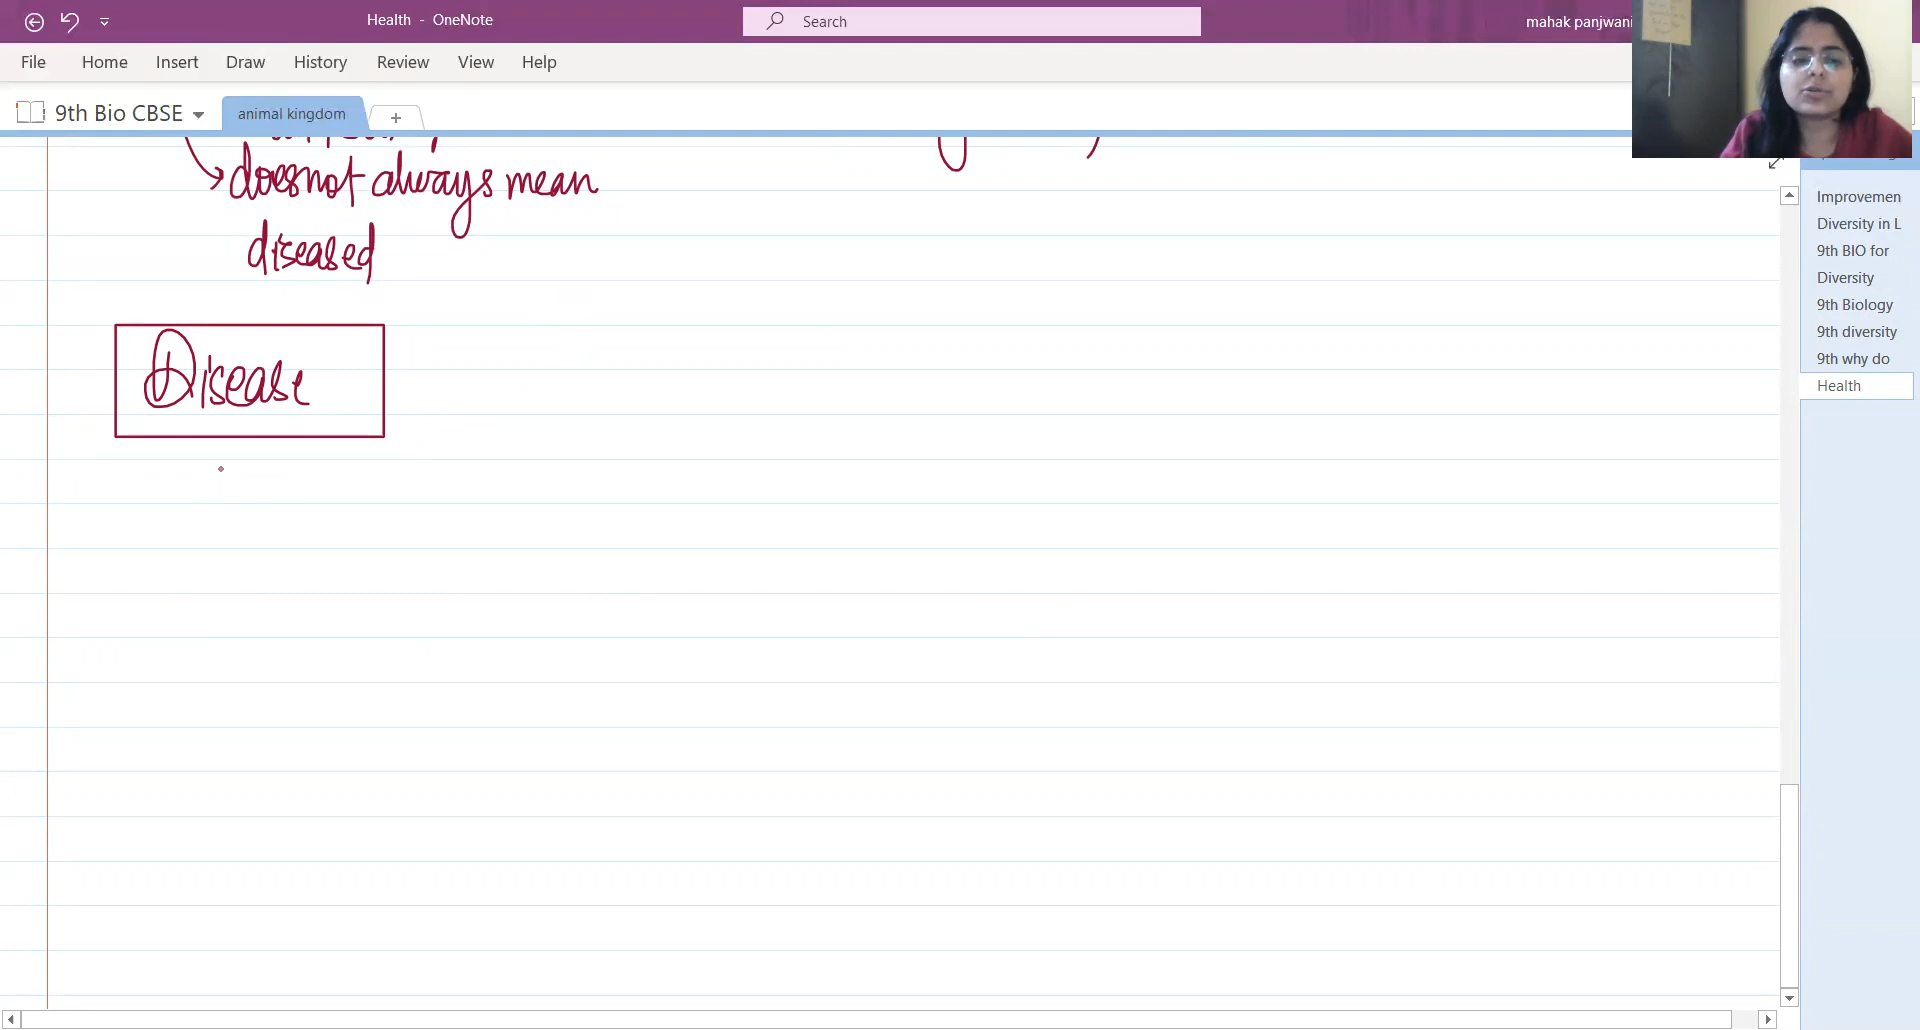 Health - OneNote
Search
mahak panjwani
File Home Insert Draw History Review View Help
9th Bio CBSE
animal kingdom
+
doesnot always mean
diseased
Disease
Improvemen
Diversity in L
9th BIO for
Diversity
9th Biology
9th diversity
9th why do
Health